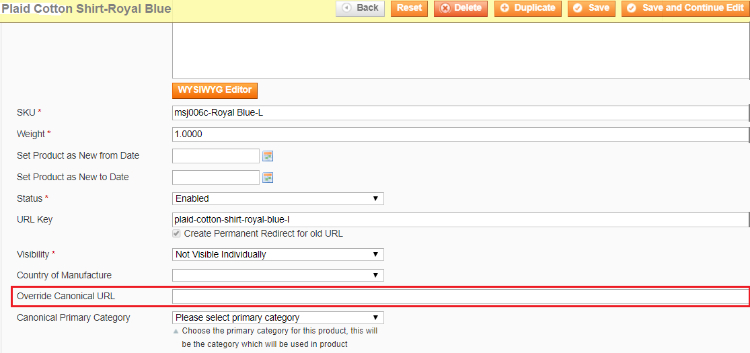 Plaid Cotton Shirt-Royal Blue Back Reset Delete Duplicate Save Save and Continue Edit
WYSIWYG Editor
SKU * msj006c-Royal Blue-L
Weight * 1.0000
Set Product as New from Date
Set Product as New to Date
Status * Enabled
URL Key plaid-cotton-shirt-royal-blue-l
Create Permanent Redirect for old URL
Visibility * Not Visible Individually
Country of Manufacture
Override Canonical URL
Canonical Primary Category Please select primary category
Choose the primary category for this product, this will
be the category which will be used in product